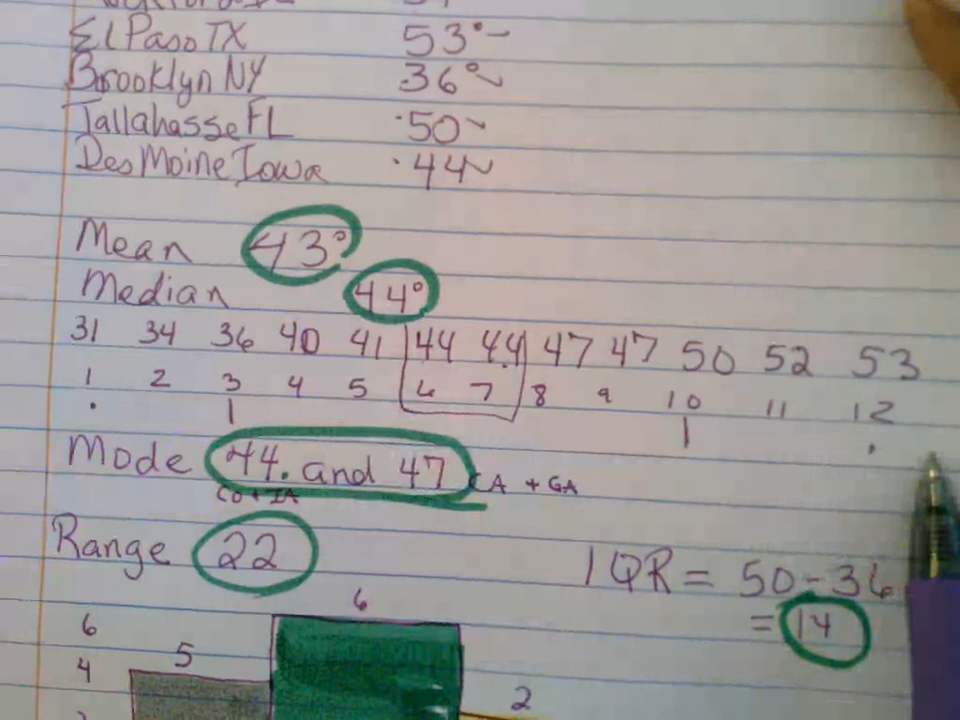 El Paso TX 53°
Brooklyn NY 36°
Tallahasse FL 50
Des Moine Iowa 44
Mean 43°
Median 44°
31 34 36 40 41 44 44 47 47 50 52 53
1 2 3 4 5 6 7 8 9 10 11 12
Mode 44. and 47 CA + GA
CO + IA
Range 22
IQR = 50 - 36
= 14
6
6
5
4
2